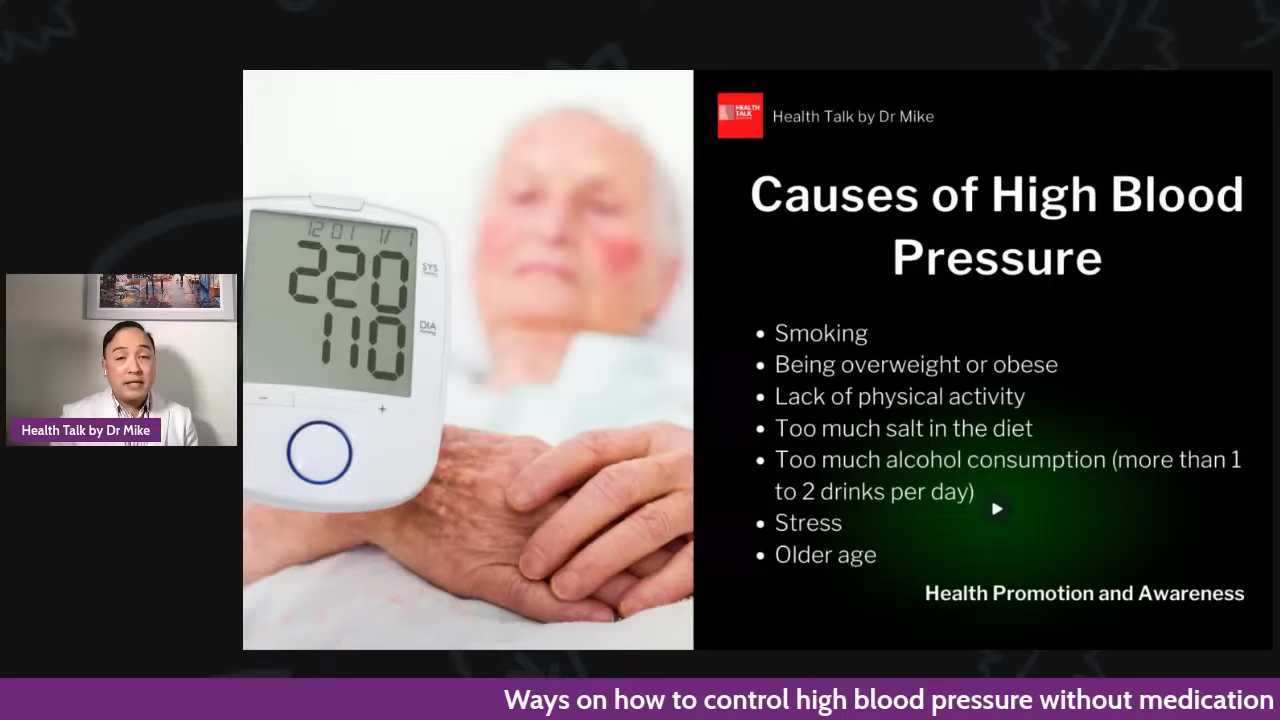 HEALTH
TALK
Health Talk by Dr Mike
Causes of High Blood
Pressure
12 01 1/ 1
220
SYS
110
DIA
• Smoking
• Being overweight or obese
• Lack of physical activity
• Too much salt in the diet
• Too much alcohol consumption (more than 1
to 2 drinks per day)
• Stress
• Older age
Health Promotion and Awareness
Health Talk by Dr Mike
Ways on how to control high blood pressure without medication